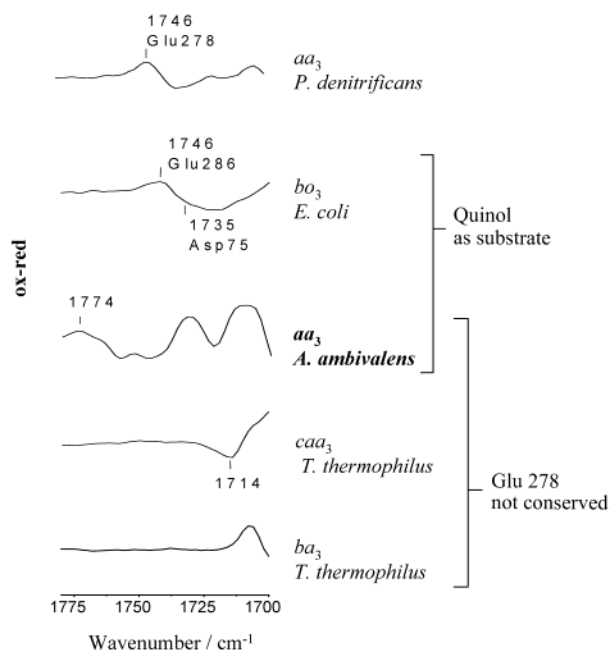 1746
Glu278
aa3
P. denitrificans
1746
Glu286
bo3
E. coli
1735
Asp75
Quinol
as substrate
ox-red
1774
aa3
A. ambivalens
caa3
T. thermophilus
1714
Glu 278
not conserved
ba3
T. thermophilus
1775 1750 1725 1700
Wavenumber / cm-1